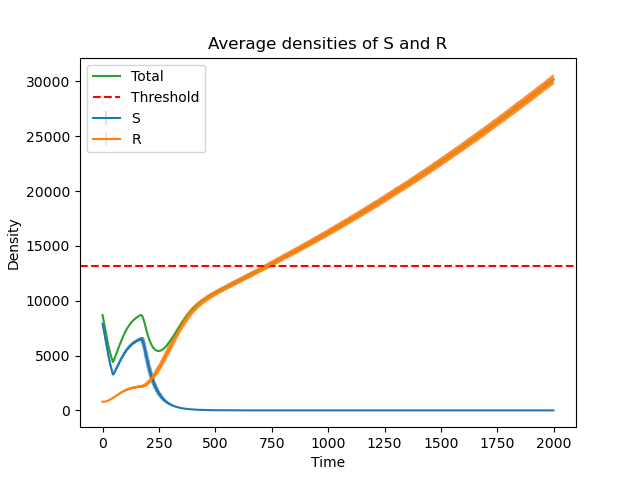 Average densities of S and R
Total
Threshold
S
R
30000
25000
20000
15000
10000
5000
0
Density
0 250 500 750 1000 1250 1500 1750 2000
Time